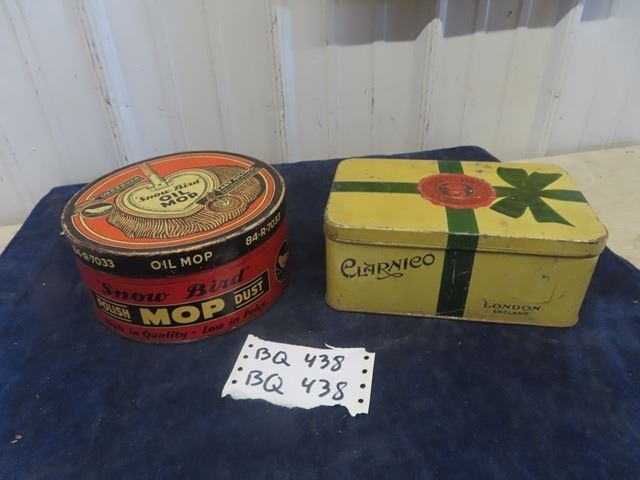 "Snow Bird"
OIL
MOP
84-R-7033
OIL MOP
84-R-7033
"Snow Bird"
POLISH MOP DUST
High in Quality - Low in Price
CLARNICO
LONDON
ENGLAND
BQ 438
BQ 438